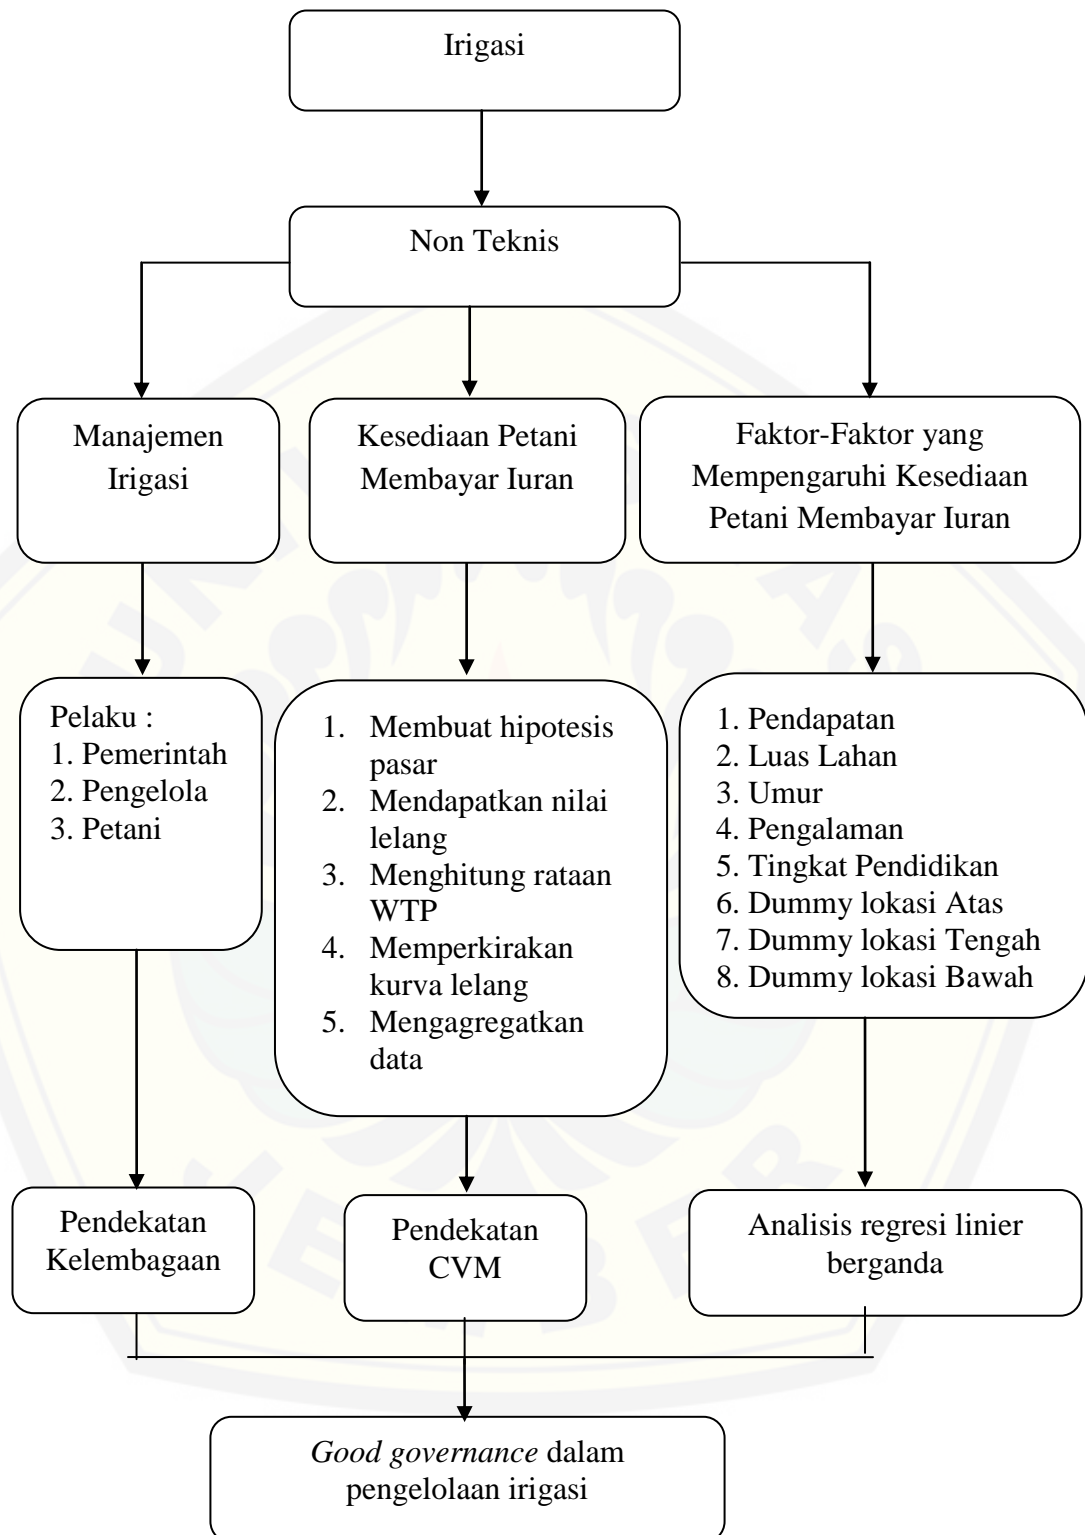 Irigasi
Non Teknis
Manajemen
Irigasi
Kesediaan Petani
Membayar Iuran
Faktor-Faktor yang
Mempengaruhi Kesediaan
Petani Membayar Iuran
Pelaku :
1. Pemerintah
2. Pengelola
3. Petani
1. Membuat hipotesis
pasar
2. Mendapatkan nilai
lelang
3. Menghitung rataan
WTP
4. Memperkirakan
kurva lelang
5. Mengagregatkan
data
1. Pendapatan
2. Luas Lahan
3. Umur
4. Pengalaman
5. Tingkat Pendidikan
6. Dummy lokasi Atas
7. Dummy lokasi Tengah
8. Dummy lokasi Bawah
Pendekatan
Kelembagaan
Pendekatan
CVM
Analisis regresi linier
berganda
Good governance dalam
pengelolaan irigasi